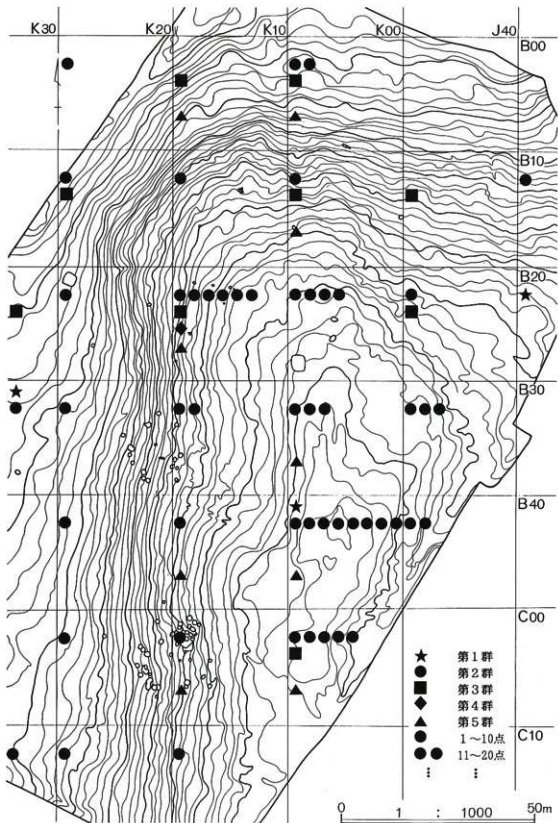 K30 K20 K10 K00 J40
B00
B10
B20
B30
B40
C00
C10
★ 第1群
● 第2群
■ 第3群
◆ 第4群
▲ 第5群
● 1～10点
●● 11～20点
⋮ ⋮
0 1 : 1000 50m